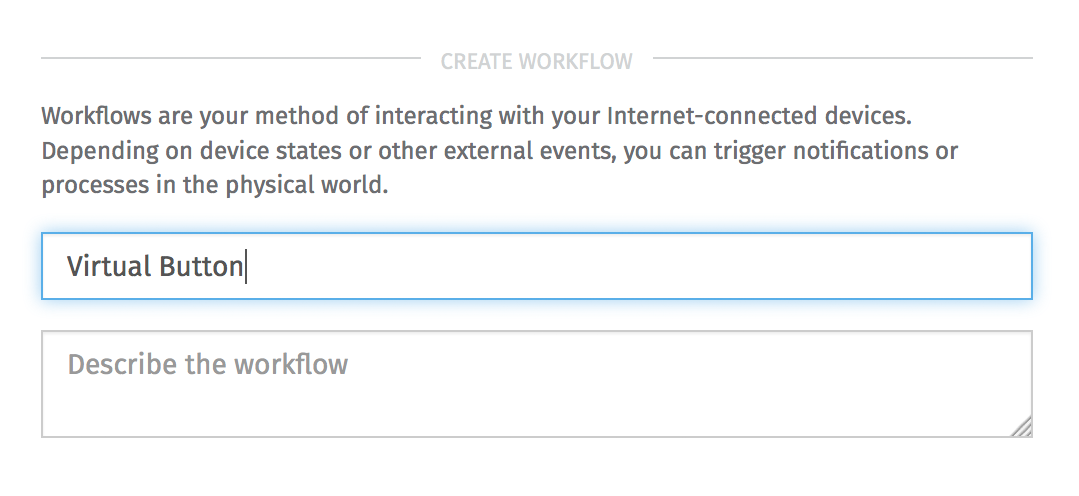 CREATE WORKFLOW
Workflows are your method of interacting with your Internet-connected devices.
Depending on device states or other external events, you can trigger notifications or
processes in the physical world.
Virtual Button
Describe the workflow